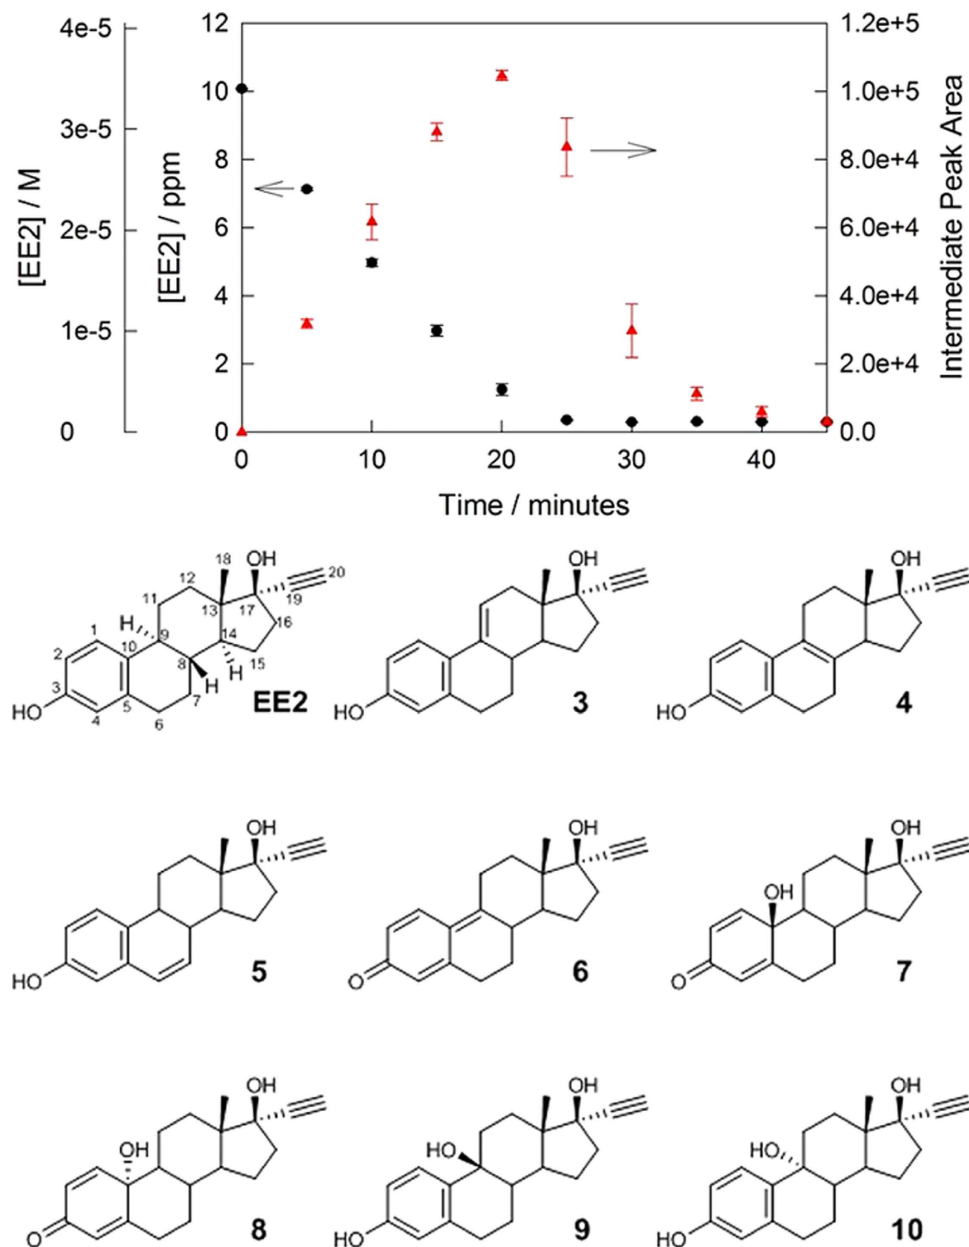 4e-5
3e-5
2e-5
1e-5
0
[EE2] / M
12
10
8
6
4
2
0
[EE2] / ppm
1.2e+5
1.0e+5
8.0e+4
6.0e+4
4.0e+4
2.0e+4
0.0
Intermediate Peak Area
0 10 20 30 40
Time / minutes
18 OH
12 20
11 13 17 19
H 16
1 9 14
2 10 8 15
3 5 7 H H
HO 4 6
EE2
OH
HO
3
OH
HO
4
OH
HO
5
OH
O
6
OH
OH
O
7
OH
OH
O
8
OH
HO
HO
9
OH
HO
HO
10